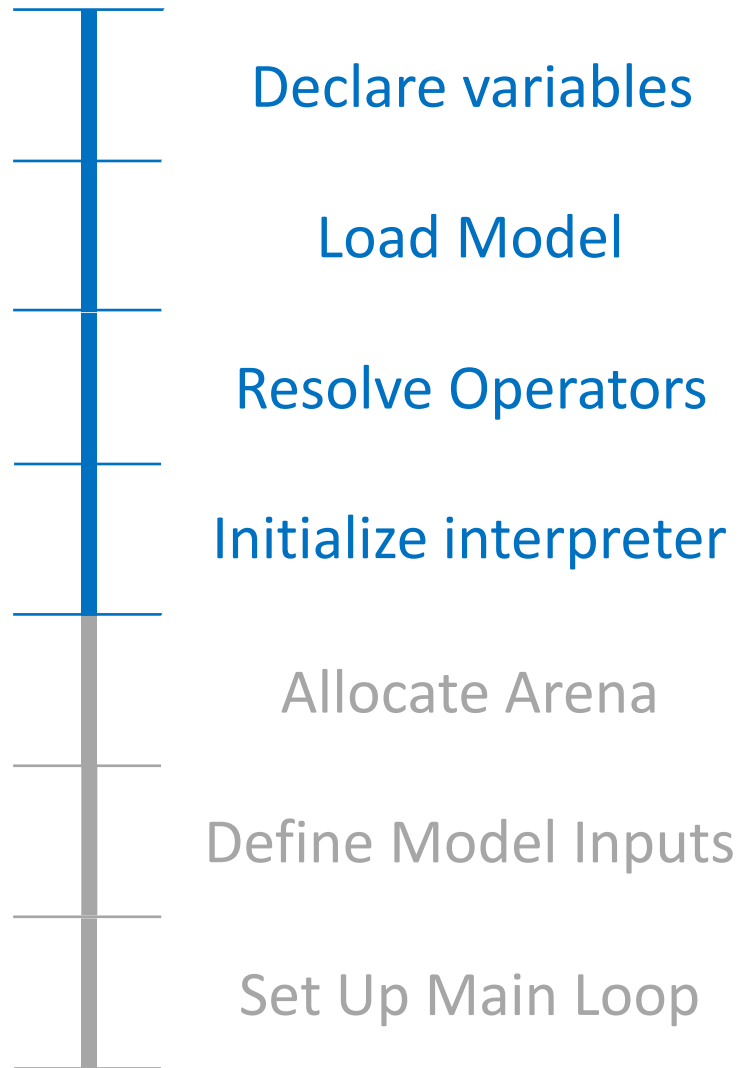 Declare variables
Load Model
Resolve Operators
Initialize interpreter
Allocate Arena
Define Model Inputs
Set Up Main Loop